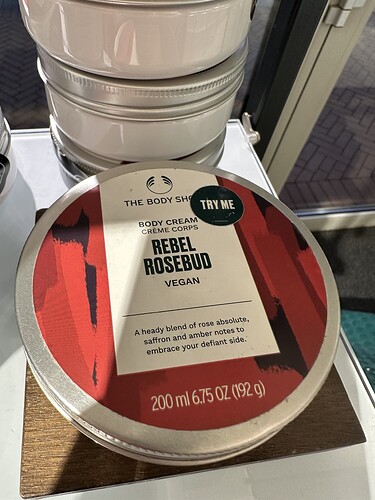 THE BODY SHO
TRY ME
BODY CREAM
CRÈME CORPS
REBEL
ROSEBUD
VEGAN
A heady blend of rose absolute,
saffron and amber notes to
embrace your defiant side.
200 ml 6.75 OZ (192 g)